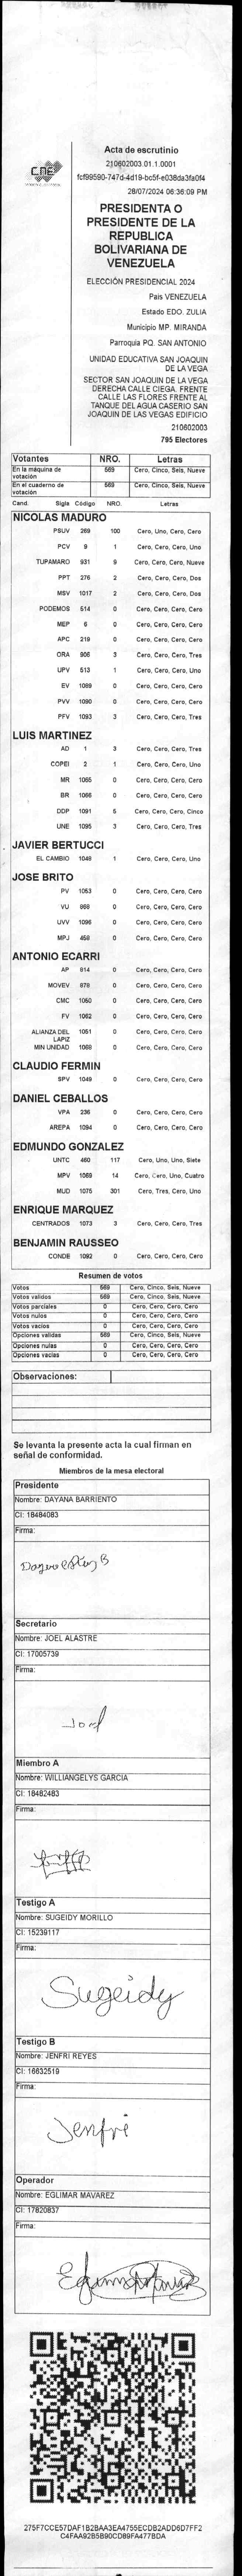 CNE
Acta de escrutinio
210602003.01.1.0001
fcf99590-747d-4d19-bc5f-e038da3fa0f4
28/07/2024 06:36:09 PM
PRESIDENTA O
PRESIDENTE DE LA
REPUBLICA
BOLIVARIANA DE
VENEZUELA
ELECCIÓN PRESIDENCIAL 2024
Pais VENEZUELA
Estado EDO. ZULIA
Municipio MP. MIRANDA
Parroquia PQ. SAN ANTONIO
UNIDAD EDUCATIVA SAN JOAQUIN
DE LA VEGA
SECTOR SAN JOAQUIN DE LA VEGA
DERECHA CALLE CIEGA. FRENTE
CALLE LAS FLORES FRENTE AL
TANQUE DEL AGUA CASERIO SAN
JOAQUIN DE LAS VEGAS EDIFICIO
210602003
795 Electores
Votantes NRO. Letras
En la máquina de votación 569 Cero, Cinco, Seis, Nueve
En el cuaderno de votación 569 Cero, Cinco, Seis, Nueve
Cand. Sigla Código NRO. Letras
NICOLAS MADURO
PSUV 269 100 Cero, Uno, Cero, Cero
PCV 9 1 Cero, Cero, Cero, Uno
TUPAMARO 931 9 Cero, Cero, Cero, Nueve
PPT 276 2 Cero, Cero, Cero, Dos
MSV 1017 2 Cero, Cero, Cero, Dos
PODEMOS 514 0 Cero, Cero, Cero, Cero
MEP 6 0 Cero, Cero, Cero, Cero
APC 219 0 Cero, Cero, Cero, Cero
ORA 906 3 Cero, Cero, Cero, Tres
UPV 513 1 Cero, Cero, Cero, Uno
EV 1089 0 Cero, Cero, Cero, Cero
PVV 1090 0 Cero, Cero, Cero, Cero
PFV 1093 3 Cero, Cero, Cero, Tres
LUIS MARTINEZ
AD 1 3 Cero, Cero, Cero, Tres
COPEI 2 1 Cero, Cero, Cero, Uno
MR 1065 0 Cero, Cero, Cero, Cero
BR 1066 0 Cero, Cero, Cero, Cero
DDP 1091 5 Cero, Cero, Cero, Cinco
UNE 1095 3 Cero, Cero, Cero, Tres
JAVIER BERTUCCI
EL CAMBIO 1048 1 Cero, Cero, Cero, Uno
JOSE BRITO
PV 1053 0 Cero, Cero, Cero, Cero
VU 868 0 Cero, Cero, Cero, Cero
UVV 1096 0 Cero, Cero, Cero, Cero
MPJ 458 0 Cero, Cero, Cero, Cero
ANTONIO ECARRI
AP 814 0 Cero, Cero, Cero, Cero
MOVEV 878 0 Cero, Cero, Cero, Cero
CMC 1050 0 Cero, Cero, Cero, Cero
FV 1062 0 Cero, Cero, Cero, Cero
ALIANZA DEL LAPIZ 1051 0 Cero, Cero, Cero, Cero
MIN UNIDAD 1068 0 Cero, Cero, Cero, Cero
CLAUDIO FERMIN
SPV 1049 0 Cero, Cero, Cero, Cero
DANIEL CEBALLOS
VPA 236 0 Cero, Cero, Cero, Cero
AREPA 1094 0 Cero, Cero, Cero, Cero
EDMUNDO GONZALEZ
UNTC 460 117 Cero, Uno, Uno, Siete
MPV 1069 14 Cero, Cero, Uno, Cuatro
MUD 1075 301 Cero, Tres, Cero, Uno
ENRIQUE MARQUEZ
CENTRADOS 1073 3 Cero, Cero, Cero, Tres
BENJAMIN RAUSSEO
CONDE 1092 0 Cero, Cero, Cero, Cero
Resumen de votos
Votos 569 Cero, Cinco, Seis, Nueve
Votos validos 569 Cero, Cinco, Seis, Nueve
Votos parciales 0 Cero, Cero, Cero, Cero
Votos nulos 0 Cero, Cero, Cero, Cero
Votos vacios 0 Cero, Cero, Cero, Cero
Opciones validas 569 Cero, Cinco, Seis, Nueve
Opciones nulas 0 Cero, Cero, Cero, Cero
Opciones vacias 0 Cero, Cero, Cero, Cero
Observaciones:
Se levanta la presente acta la cual firman en
señal de conformidad.
Miembros de la mesa electoral
Presidente
Nombre: DAYANA BARRIENTO
CI: 18484083
Firma:
Secretario
Nombre: JOEL ALASTRE
CI: 17005739
Firma:
Joel
Miembro A
Nombre: WILLIANGELYS GARCIA
CI: 18482483
Firma:
Testigo A
Nombre: SUGEIDY MORILLO
CI: 15239117
Firma:
Sugeidy
Testigo B
Nombre: JENFRI REYES
CI: 16632519
Firma:
Jenfri
Operador
Nombre: EGLIMAR MAVAREZ
CI: 17820837
Firma:
275F7CCE57DAF1B2BAA3EA4755ECDB2ADD6D7FF2
C4FAA92B5B90CD89FA477BDA